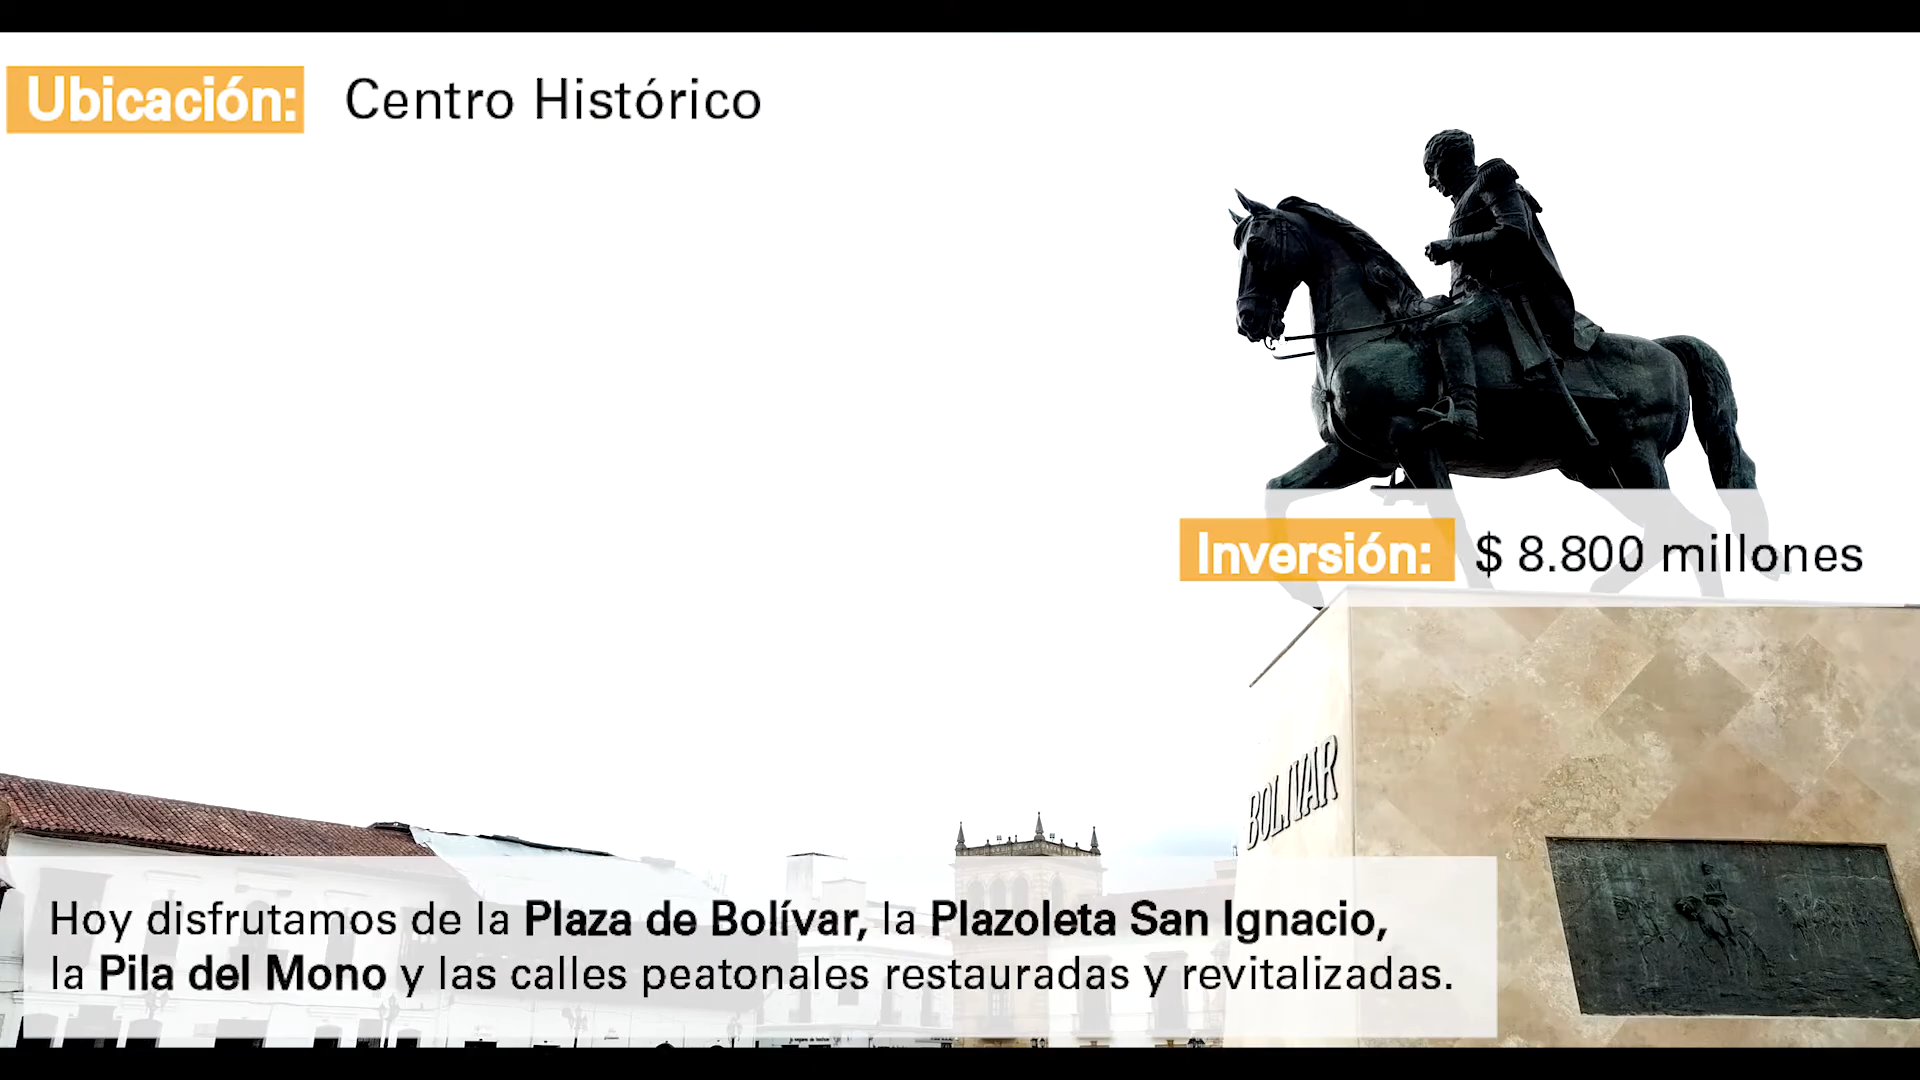 Ubicación: Centro Histórico
Inversión: $ 8.800 millones
BOLIVAR
Hoy disfrutamos de la Plaza de Bolívar, la Plazoleta San Ignacio,
la Pila del Mono y las calles peatonales restauradas y revitalizadas.